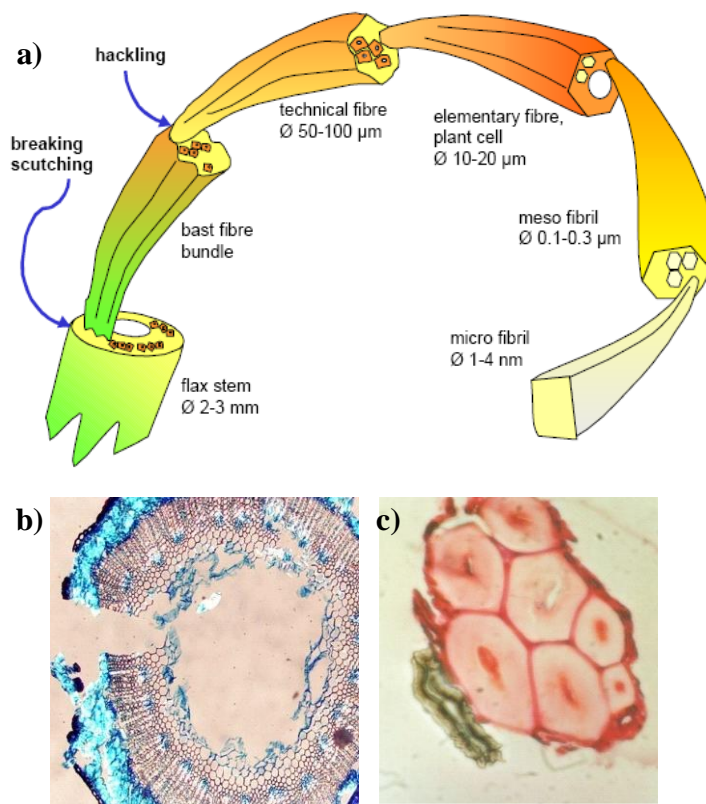 a)
hackling
breaking
scutching
technical fibre
Ø 50-100 µm
elementary fibre,
plant cell
Ø 10-20 µm
bast fibre
bundle
meso fibril
Ø 0.1-0.3 µm
micro fibril
Ø 1-4 nm
flax stem
Ø 2-3 mm
b)
c)